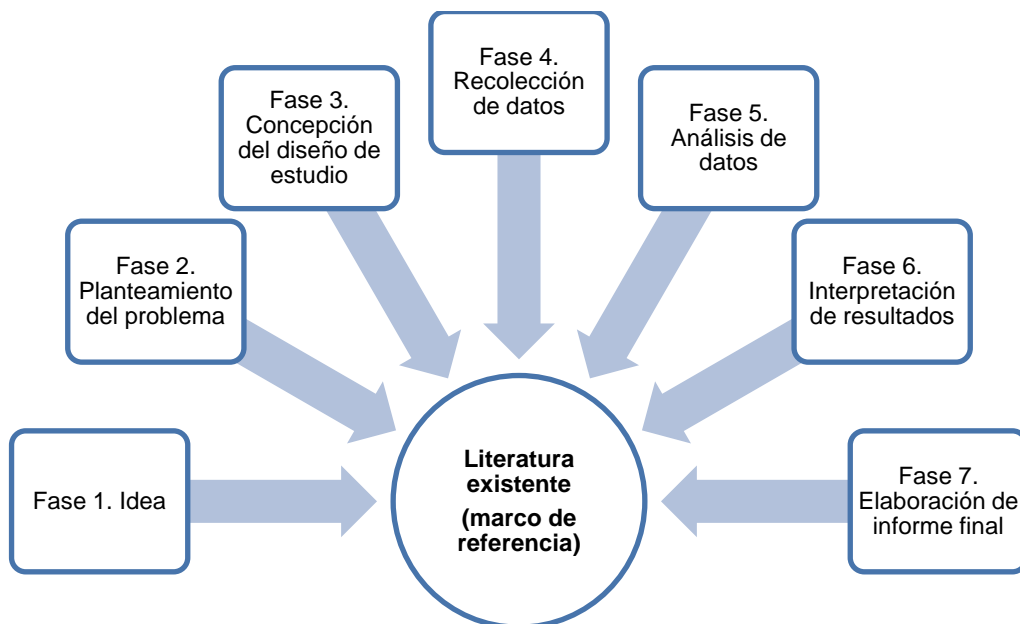 Fase 1. Idea
Fase 2.
Planteamiento
del problema
Fase 3.
Concepción
del diseño de
estudio
Fase 4.
Recolección
de datos
Fase 5.
Análisis de
datos
Fase 6.
Interpretación
de resultados
Fase 7.
Elaboración de
informe final
Literatura
existente
(marco de
referencia)